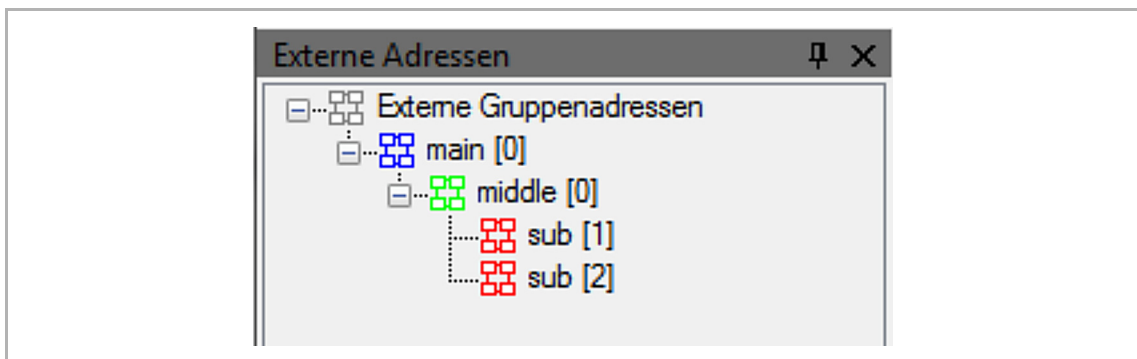 Externe Adressen
Externe Gruppenadressen
main [0]
middle [0]
sub [1]
sub [2]